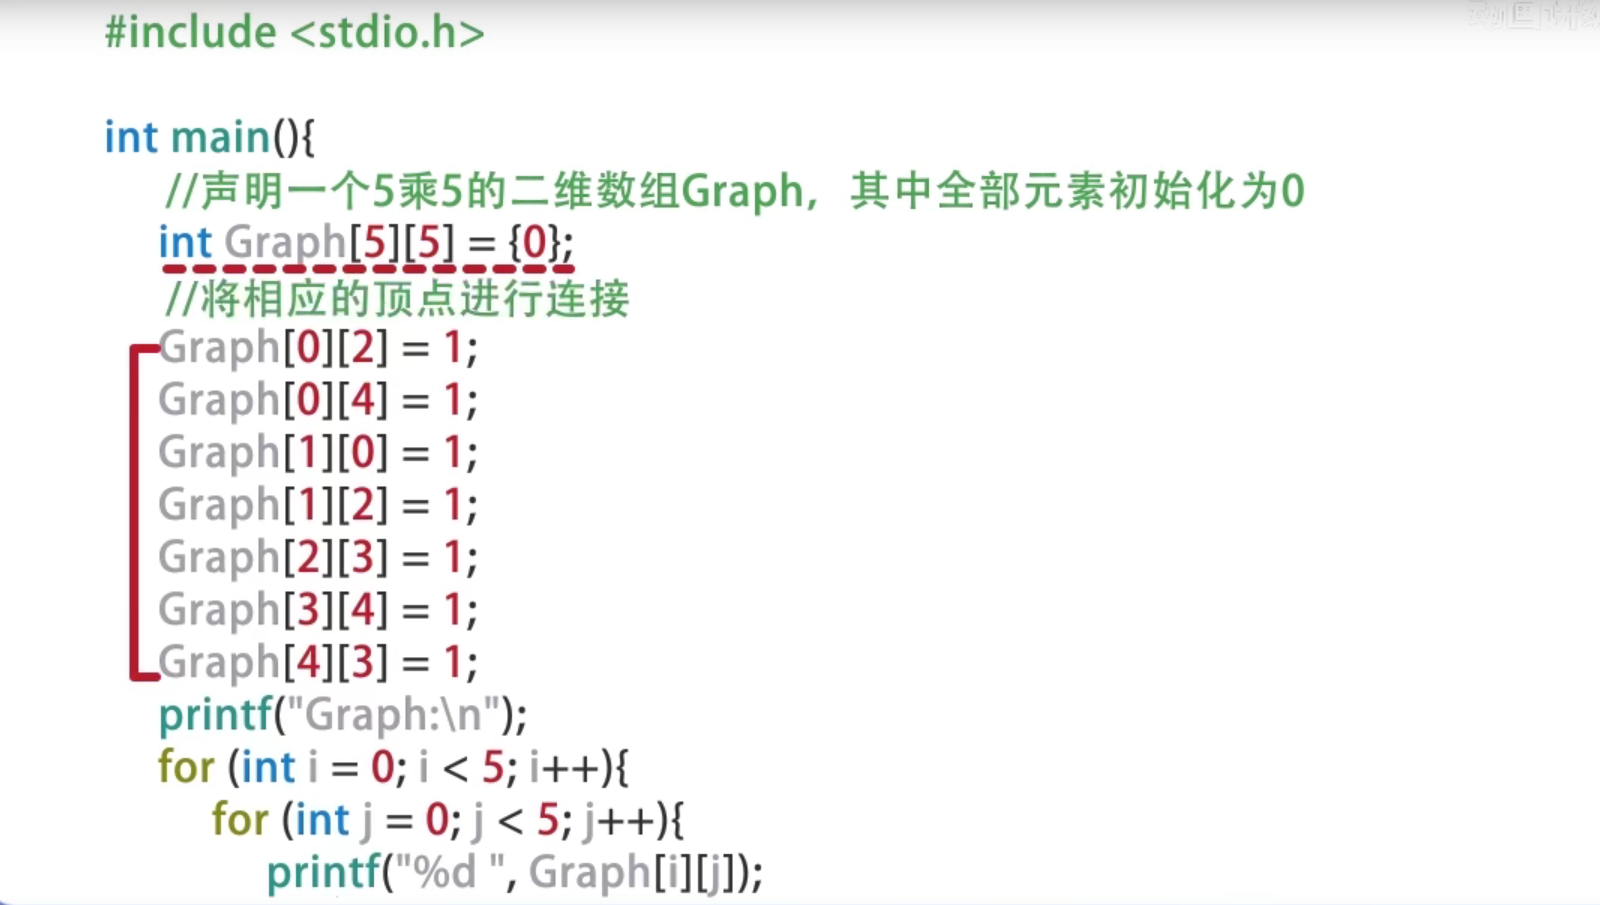 #include <stdio.h>
int main(){
//声明一个5乘5的二维数组Graph，其中全部元素初始化为0
int Graph[5][5] = {0};
//将相应的顶点进行连接
Graph[0][2] = 1;
Graph[0][4] = 1;
Graph[1][0] = 1;
Graph[1][2] = 1;
Graph[2][3] = 1;
Graph[3][4] = 1;
Graph[4][3] = 1;
printf("Graph:\n");
for (int i = 0; i < 5; i++){
for (int j = 0; j < 5; j++){
printf("%d ", Graph[i][j]);